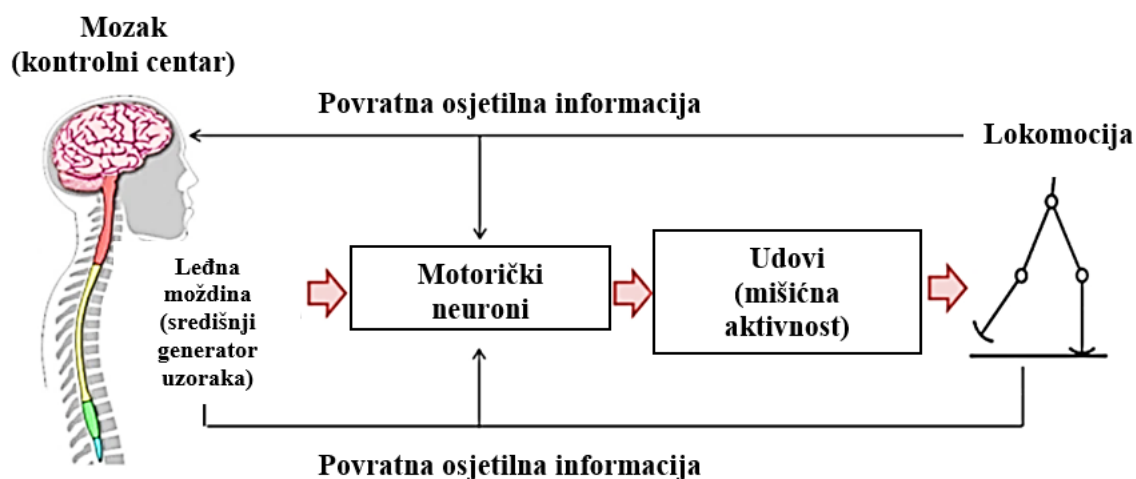 Mozak
(kontrolni centar)
Povratna osjetilna informacija
Lokomocija
Leđna
moždina
(središnji
generator
uzoraka)
Motorički
neuroni
Udovi
(mišićna
aktivnost)
Povratna osjetilna informacija